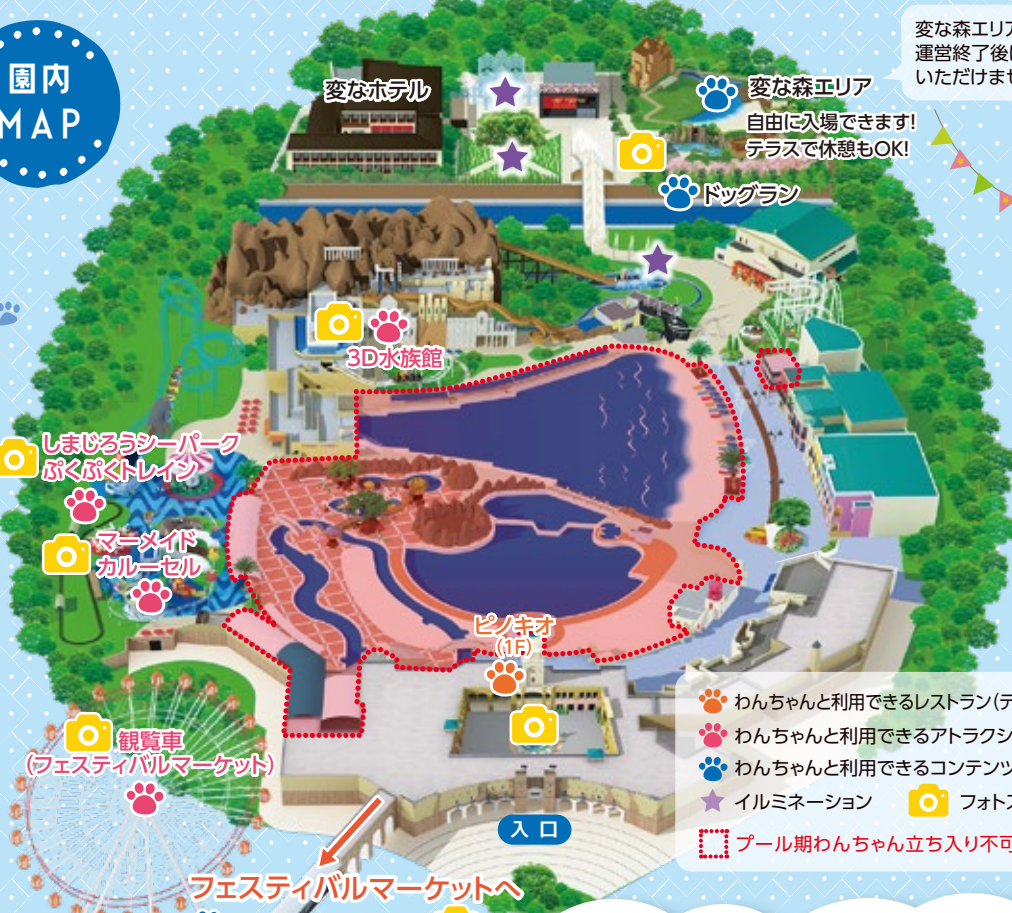 園内
MAP
変な森エリア
運営終了後
いただけませ
変なホテル
変な森エリア
自由に入場できます!
テラスで休憩もOK!
ドッグラン
3D水族館
しまじろうシーパーク
ぷくぷくトレイン
マーメイド
カルーセル
ピノキオ
(1F)
観覧車
(フェスティバルマーケット)
入口
フェスティバルマーケットへ
わんちゃんと利用できるレストラン(テ
わんちゃんと利用できるアトラクシ
わんちゃんと利用できるコンテンツ
イルミネーション
フォトス
プール期わんちゃん立ち入り不可